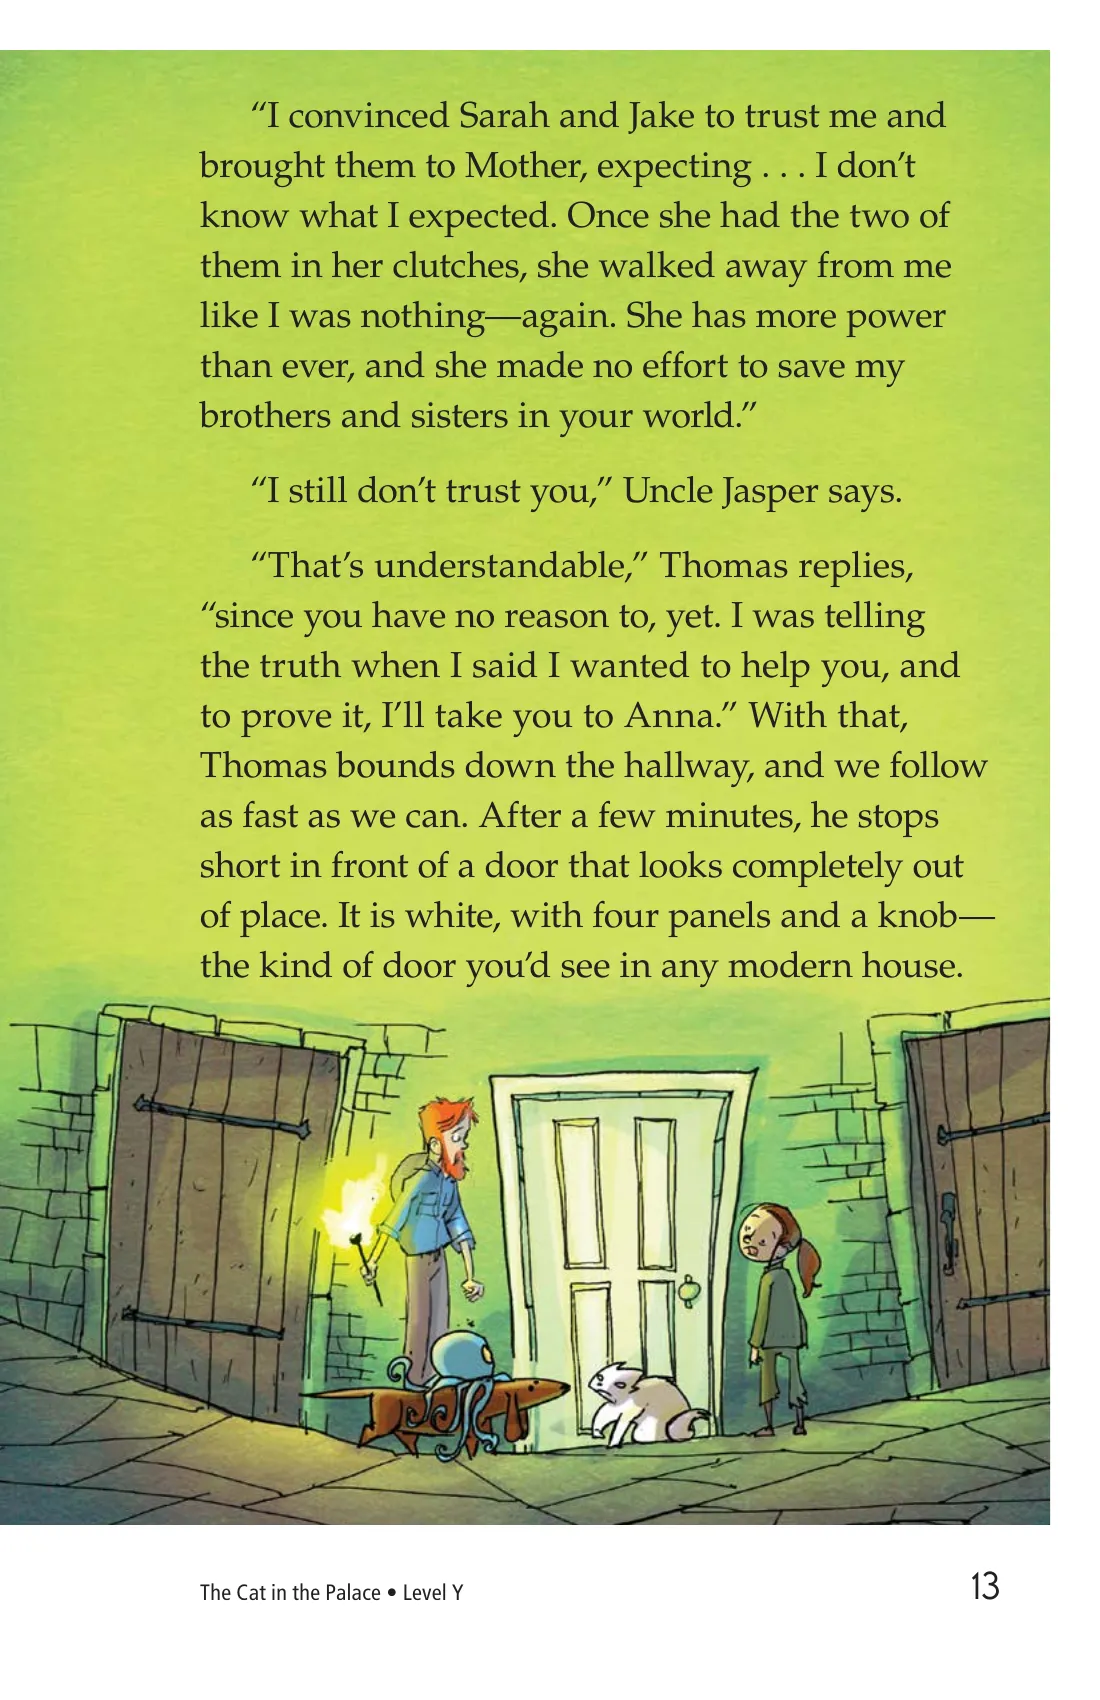 “I convinced Sarah and Jake to trust me and
brought them to Mother, expecting . . . I don’t
know what I expected. Once she had the two of
them in her clutches, she walked away from me
like I was nothing—again. She has more power
than ever, and she made no effort to save my
brothers and sisters in your world.”
“I still don’t trust you,” Uncle Jasper says.
“That’s understandable,” Thomas replies,
“since you have no reason to, yet. I was telling
the truth when I said I wanted to help you, and
to prove it, I’ll take you to Anna.” With that,
Thomas bounds down the hallway, and we follow
as fast as we can. After a few minutes, he stops
short in front of a door that looks completely out
of place. It is white, with four panels and a knob—
the kind of door you’d see in any modern house.
The Cat in the Palace • Level Y
13